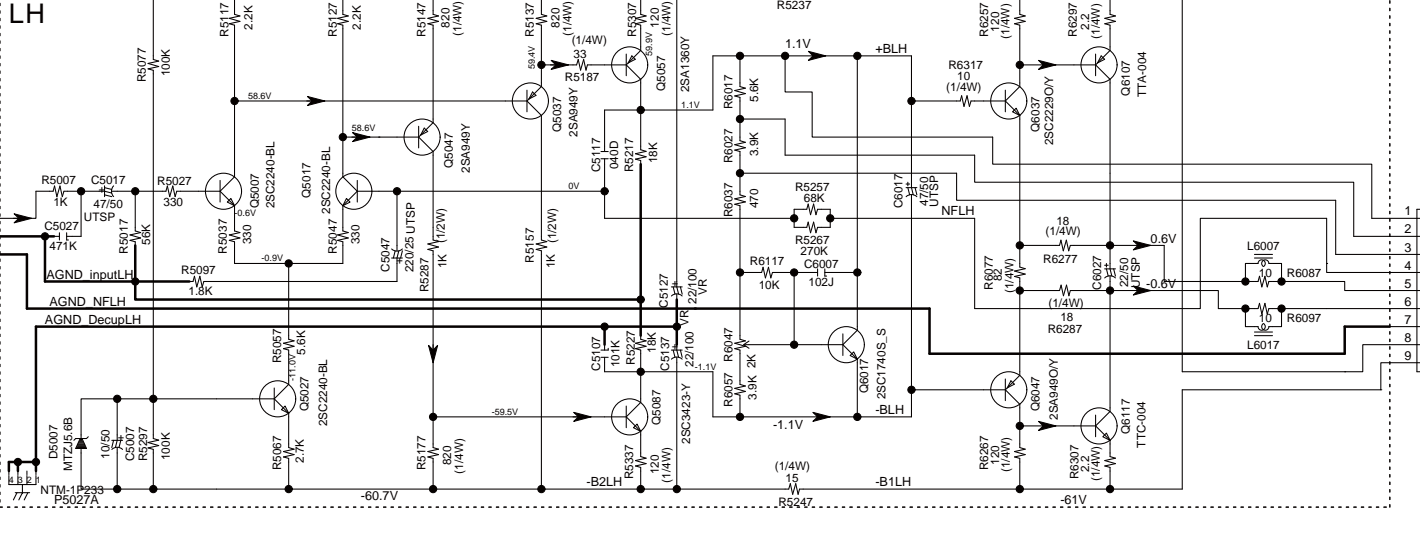 LH
R5117
2.2K
R5127
2.2K
R5147
820
(1/4W)
R5137
820
(1/4W)
R5307
120
(1/4W)
R5237
R6257
120
(1/4W)
R6297
2.2
(1/4W)
R5077
100K
59.4V
(1/4W)
33
R5187
59.9V
Q5057
2SA1360Y
1.1V
+BLH
R6317
10
(1/4W)
Q6107
TTA-004
58.6V
58.6V
Q5047
2SA949Y
Q5037
2SA949Y
1.1V
R6017
5.6K
Q6037
2SC2229O/Y
C5117
040D
R5217
18K
R6027
3.9K
R5007
1K
C5017
47/50
UTSP
R5027
330
Q5007
2SC2240-BL
Q5017
2SC2240-BL
0V
R6037
470
R5257
68K
R5267
270K
C6017
47/50
UTSP
NFLH
C5027
471K
R5017
56K
-0.6V
R5037
330
R5047
330
C5047
220/25 UTSP
R5287
1K
(1/2W)
R5157
1K
(1/2W)
18
(1/4W)
R6277
0.6V
-0.9V
AGND_inputLH
R5097
1.8K
C5127
22/100
VR
R6117
10K
C6007
102J
R6077
82
(1/4W)
C6027
22/50
UTSP
-0.6V
(1/4W)
18
R6287
L6007
10
R6087
10
R6097
L6017
AGND_NFLH
AGND_DecupLH
VR
R5057
5.6K
-11.0V
C5107
101K
R5227
18K
C5137
22/100
R6047
2K
Q6017
2SC1740S_S
-1.1V
R6057
3.9K
Q5027
2SC2240-BL
-59.5V
Q5087
2SC3423-Y
-1.1V
-BLH
Q6047
2SA949O/Y
Q6117
TTC-004
D5007
MTZJ5.6B
10/50
C5007
R5297
100K
R5067
2.7K
R5177
820
(1/4W)
R5337
120
(1/4W)
R6267
120
(1/4W)
R6307
2.2
(1/4W)
(1/4W)
15
R5247
-B2LH
-B1LH
-60.7V
-61V
4 3 2 1
NTM-1P233
P5027A
1
2
3
4
5
6
7
8
9